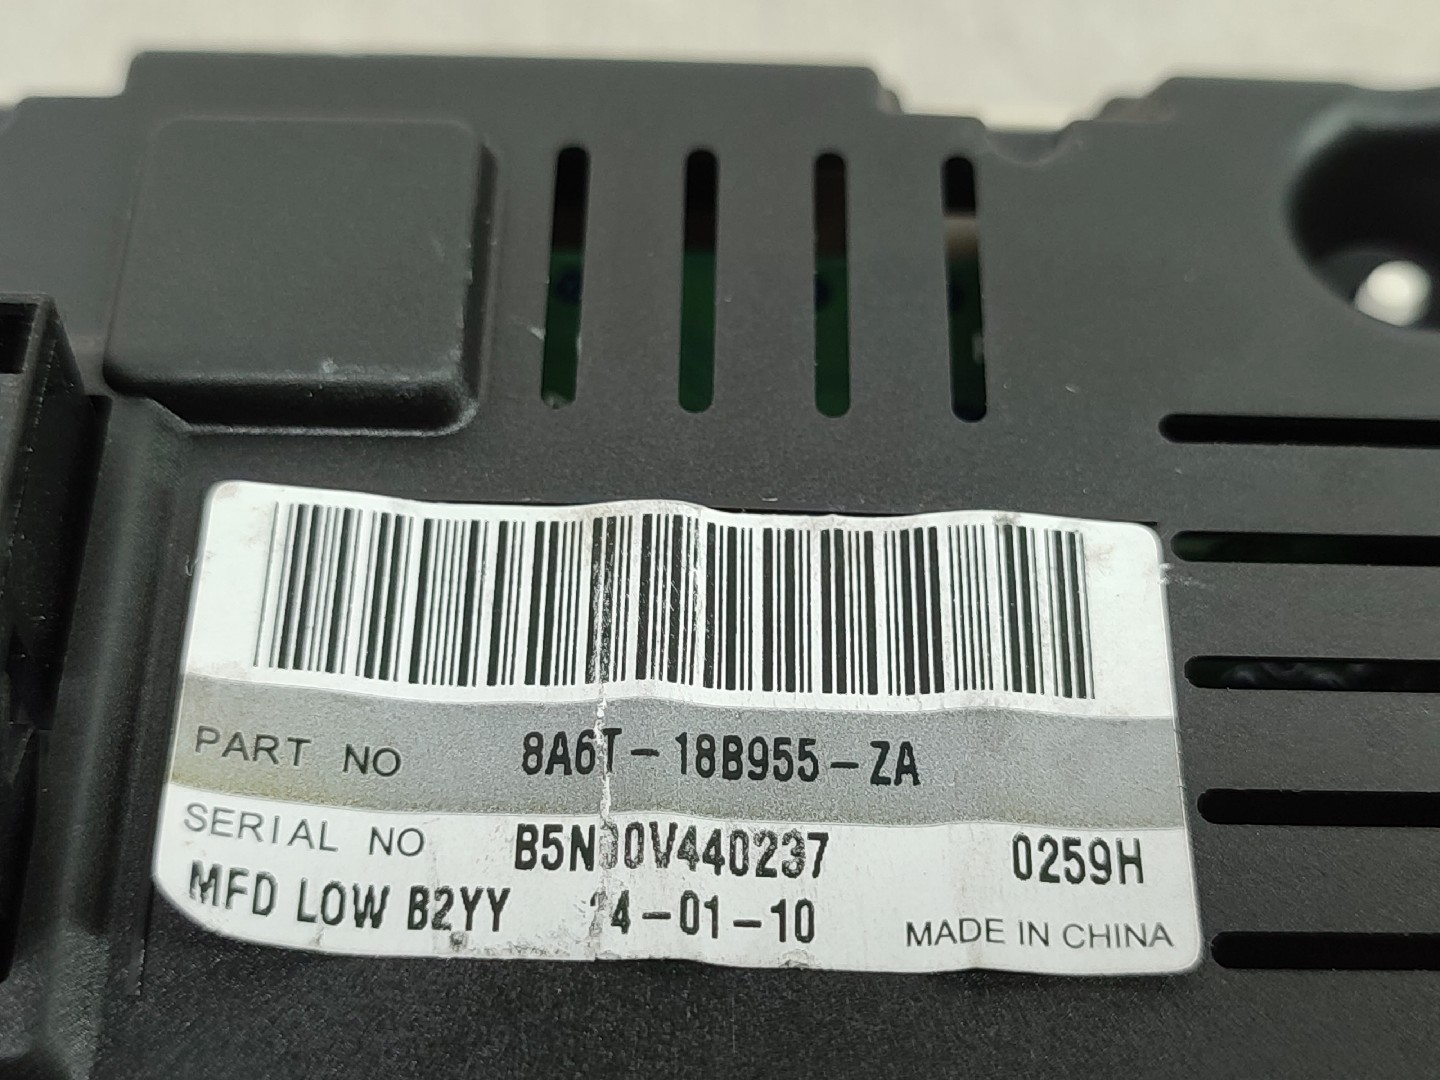 PART NO 8A6T-18B955-ZA
SERIAL NO 0259H
MFD LOW B2YY
MADE IN CHINA